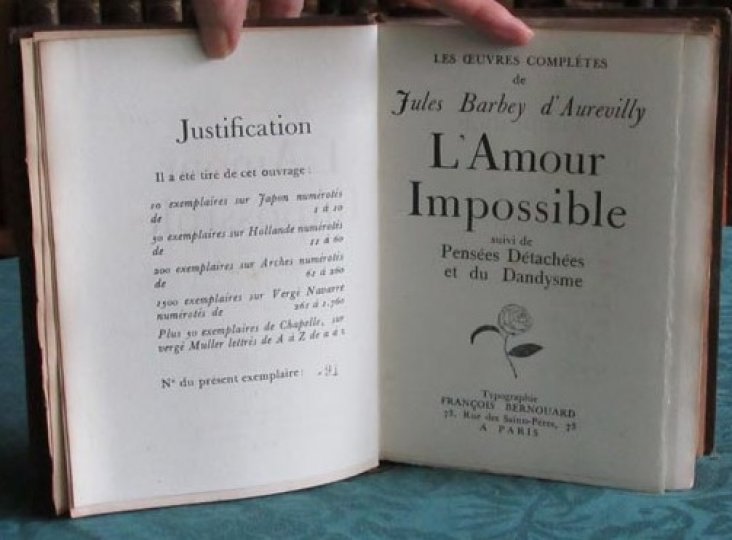 Justification
Il a été tiré de cet ouvrage :
10 exemplaires sur Japon numérotés
de 1 à 10
50 exemplaires sur Hollande numérotés
de 11 à 60
200 exemplaires sur Arches numérotés
de 61 à 260
1500 exemplaires sur Vergé Navarre
numérotés de 261 à 1.760
Plus 50 exemplaires de Chapelle, sur
vergé Muller lettrés de A à Z de a à z
N° du présent exemplaire :
LES ŒUVRES COMPLÈTES
de
Jules Barbey d'Aurevilly
L'Amour
Impossible
suivi de
Pensées Détachées
et du Dandysme
Typographie
FRANÇOIS BERNOUARD
78, Rue des Saints-Pères, 78
A PARIS